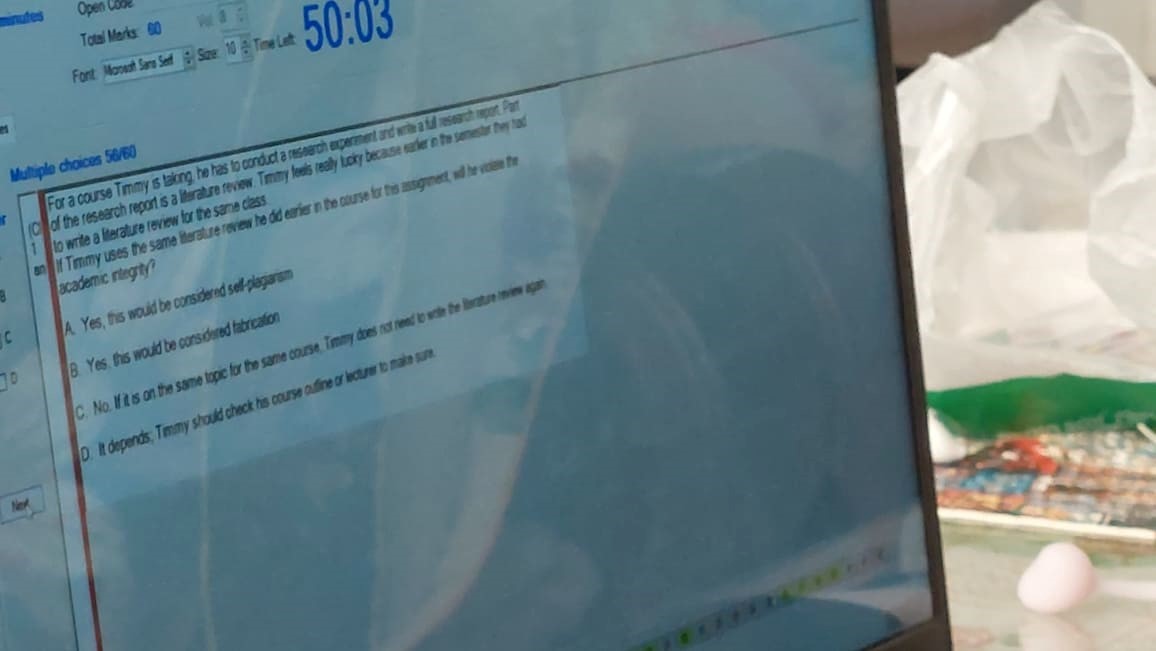 minutes
Open Code
Total Marks: 60
Vol: 8
Font: Microsoft Sans Serif Size: 10 Time Left: 50:03
Multiple choices 56/60
For a course Timmy is taking, he has to conduct a research experiment and write a full research report. Part
of the research report is a literature review. Timmy feels really lucky because earlier in the semester they had
to write a literature review for the same class.
If Timmy uses the same literature review he did earlier in the course for this assignment, will he violate the
academic integrity?
A. Yes, this would be considered self-plagiarism
B. Yes, this would be considered fabrication
C. No. If it is on the same topic for the same course, Timmy does not need to write the literature review again.
D. It depends; Timmy should check his course outline or lecturer to make sure.
Next